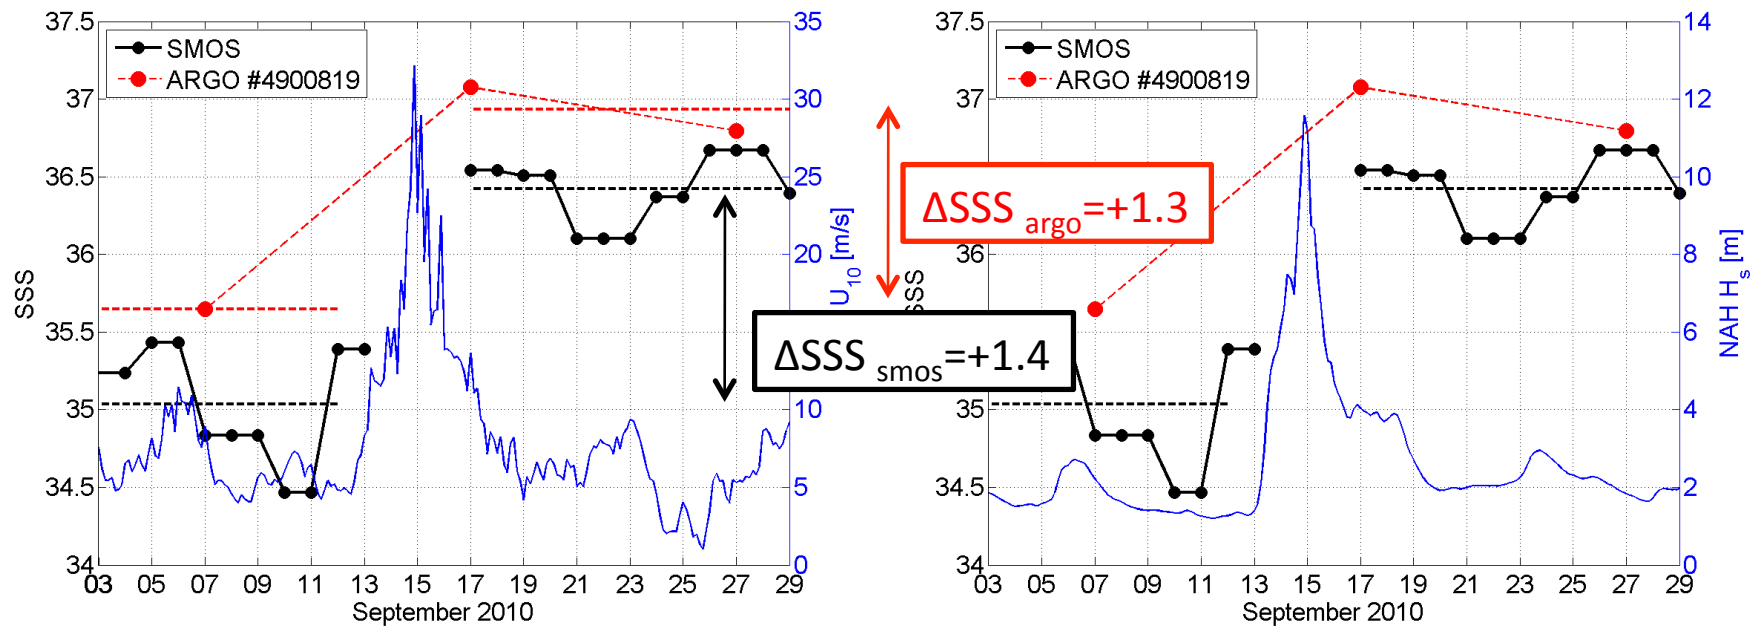 37.5
37
36.5
36
35.5
35
34.5
34
SSS
SMOS
ARGO #4900819
35
30
25
20
10
5
0
U10 [m/s]
03 05 07 09 11 13 15 17 19 21 23 25 27 29
September 2010
ΔSSS argo=+1.3
ΔSSS smos=+1.4
37.5
37
36.5
36
35.5
35
34.5
34
SSS
SMOS
ARGO #4900819
14
12
10
8
6
4
2
0
NAH Hs [m]
03 05 07 09 11 13 15 17 19 21 23 25 27 29
September 2010